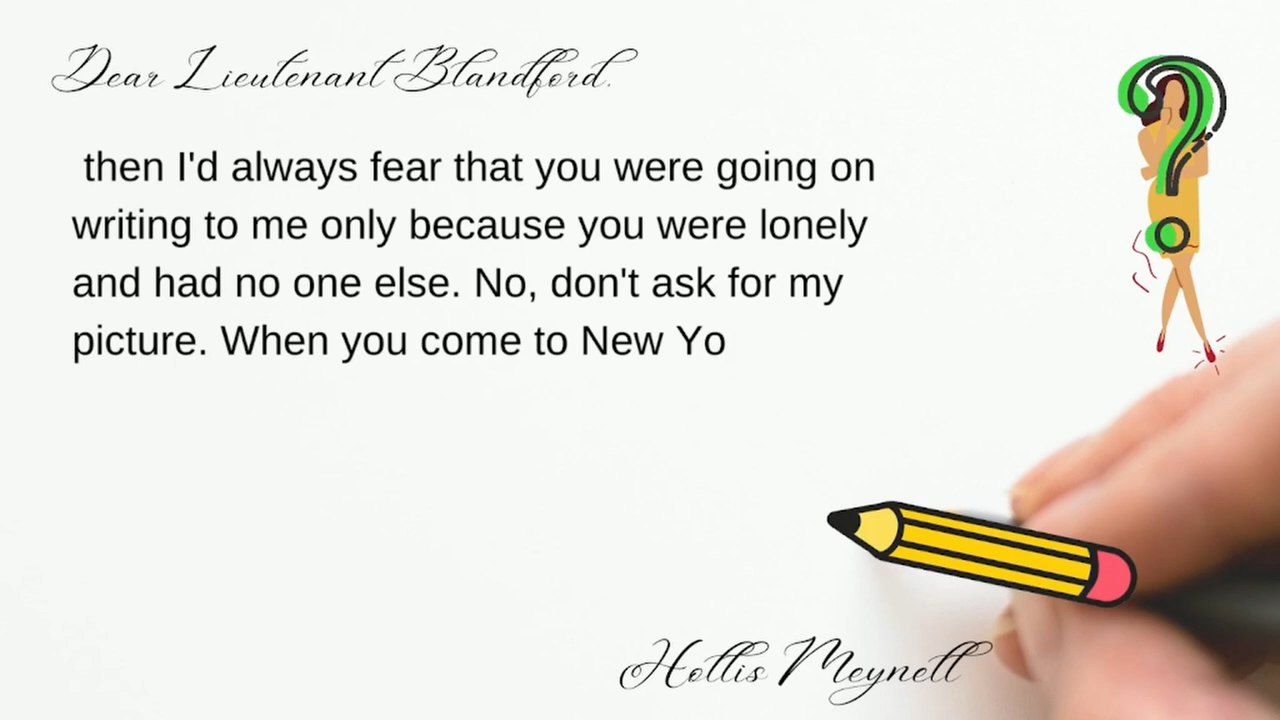 Dear Lieutenant Blandford.
then I'd always fear that you were going on
writing to me only because you were lonely
and had no one else. No, don't ask for my
picture. When you come to New Yo
Hollis Meynell